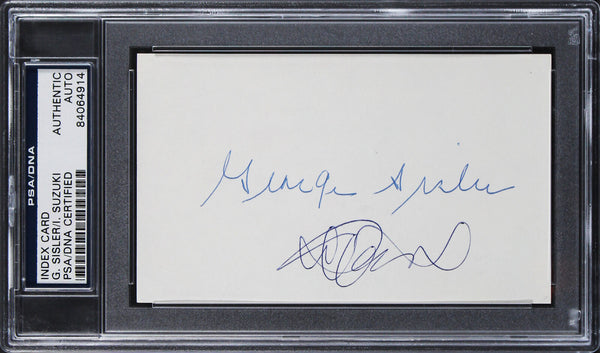 PSA/DNA
INDEX CARD
G. SISLER/I. SUZUKI
PSA/DNA CERTIFIED
AUTHENTIC
AUTO
84064914
George Sisler